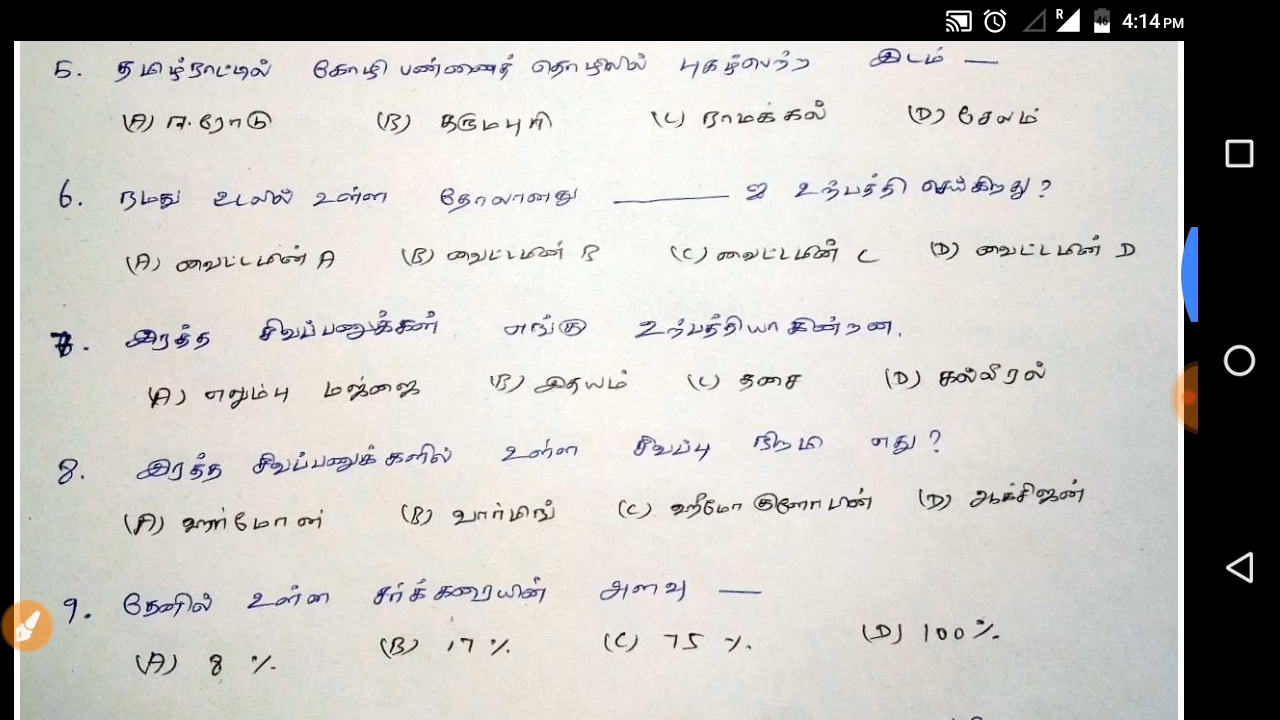 R 46 4:14 PM
5. தமிழ்நாட்டில் கோழி பண்ணைத் தொழிலில் புகழ்பெற்ற இடம் —
(A) ஈரோடு (B) தருமபுரி (C) நாமக்கல் (D) சேலம்
6. நமது உடலில் உள்ள தோலானது ______ ஐ உற்பத்தி செய்கிறது?
(A) வைட்டமின் A (B) வைட்டமின் B (C) வைட்டமின் C (D) வைட்டமின் D
7. இரத்த சிவப்பணுக்கள் எங்கு உற்பத்தியாகின்றன.
(A) எலும்பு மஜ்ஜை (B) இதயம் (C) தசை (D) கல்லீரல்
8. இரத்த சிவப்பணுக்களில் உள்ள சிவப்பு நிறமி எது?
(A) ஹார்மோன் (B) வார்மிங் (C) ஹீமோகுளோபின் (D) ஆக்சிஜன்
9. தேனில் உள்ள சர்க்கரையின் அளவு —
(A) 8 % (B) 17 % (C) 75 % (D) 100 %